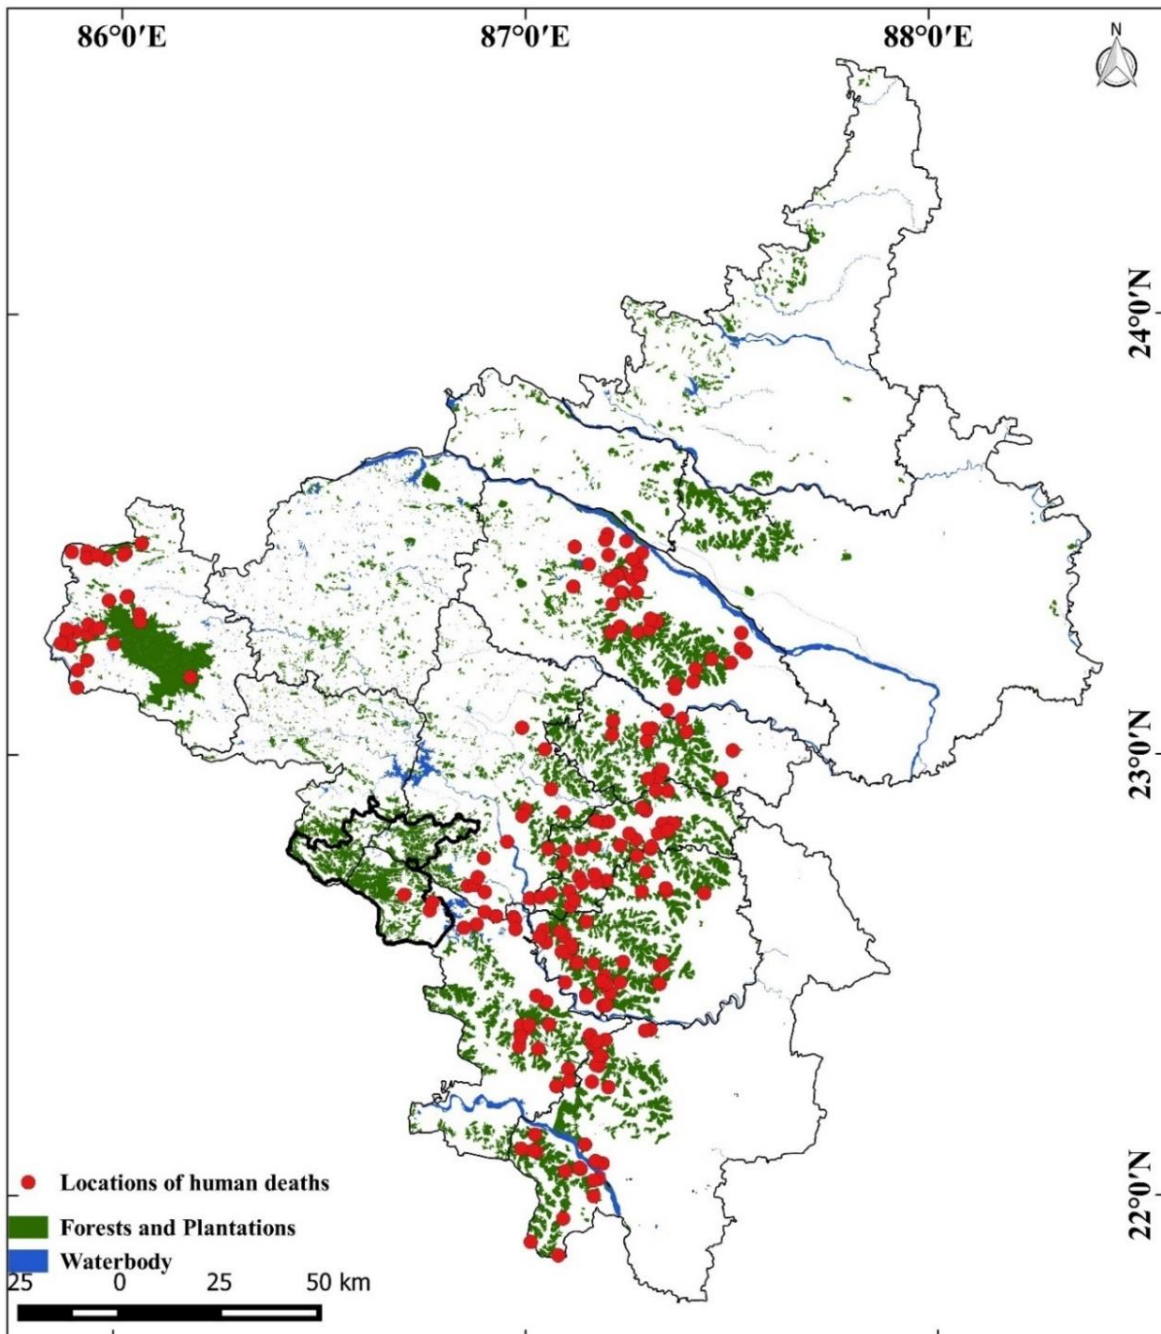 86°0′E 87°0′E 88°0′E
N
24°0′N
23°0′N
22°0′N
Locations of human deaths
Forests and Plantations
Waterbody
25 0 25 50 km